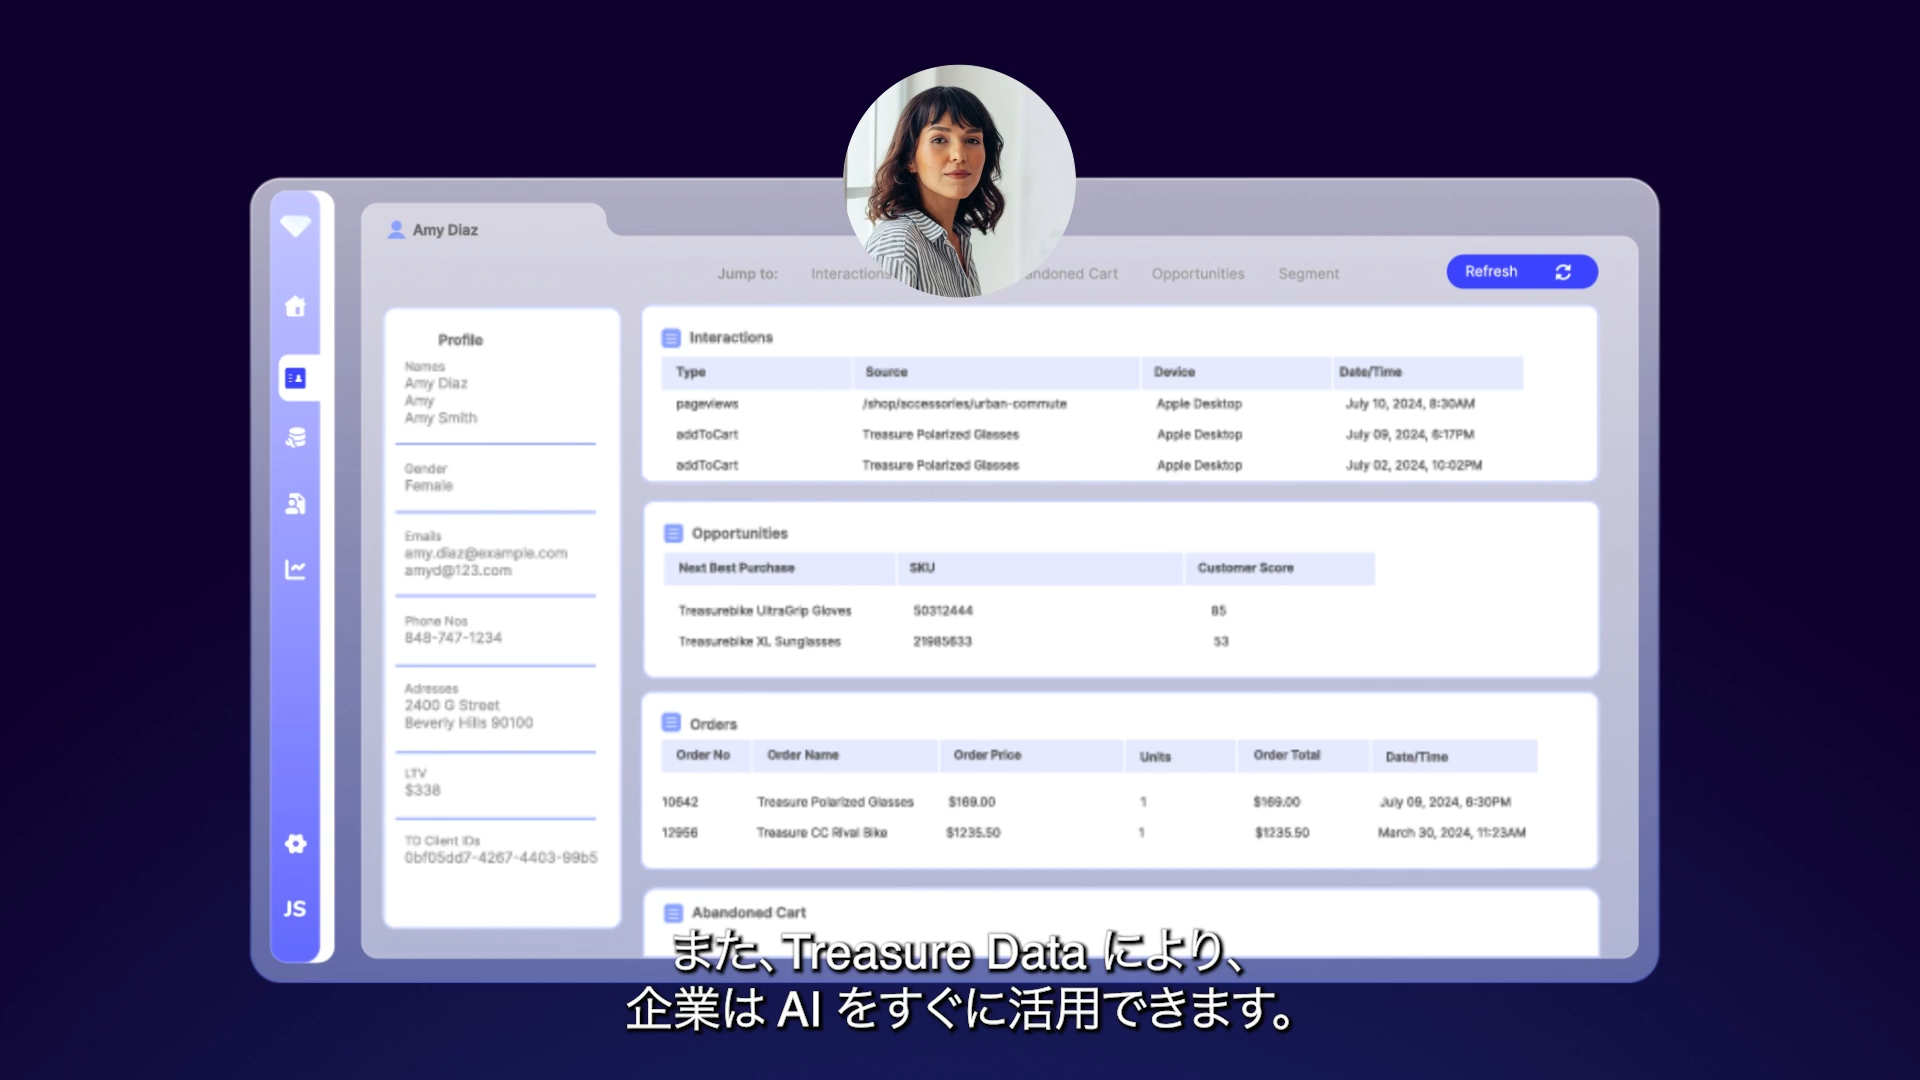 Amy Diaz
Jump to: Interactions andoned Cart Opportunities Segment
Refresh
Profile
Names
Amy Diaz
Amy
Amy Smith
Gender
Female
Emails
amy.diaz@example.com
amyd@123.com
Phone Nos
848-747-1234
Adresses
2400 G Street
Beverly Hills 90100
LTV
$338
TD Client IDs
0bf05dd7-4267-4403-99b5
JS
Interactions
Type Source Device Date/Time
pageviews /shop/accessories/urban-commute Apple Desktop July 10, 2024, 8:30AM
addToCart Treasure Polarized Glasses Apple Desktop July 09, 2024, 6:17PM
addToCart Treasure Polarized Glasses Apple Desktop July 02, 2024, 10:02PM
Opportunities
Next Best Purchase SKU Customer Score
Treasurebike UltraGrip Gloves 50312444 85
Treasurebike XL Sunglasses 21985633 53
Orders
Order No Order Name Order Price Units Order Total Date/Time
10642 Treasure Polarized Glasses $169.00 1 $169.00 July 09, 2024, 6:30PM
12956 Treasure CC Rival Bike $1235.50 1 $1235.50 March 30, 2024, 11:23AM
Abandoned Cart
また、Treasure Data により、
企業は AI をすぐに活用できます。